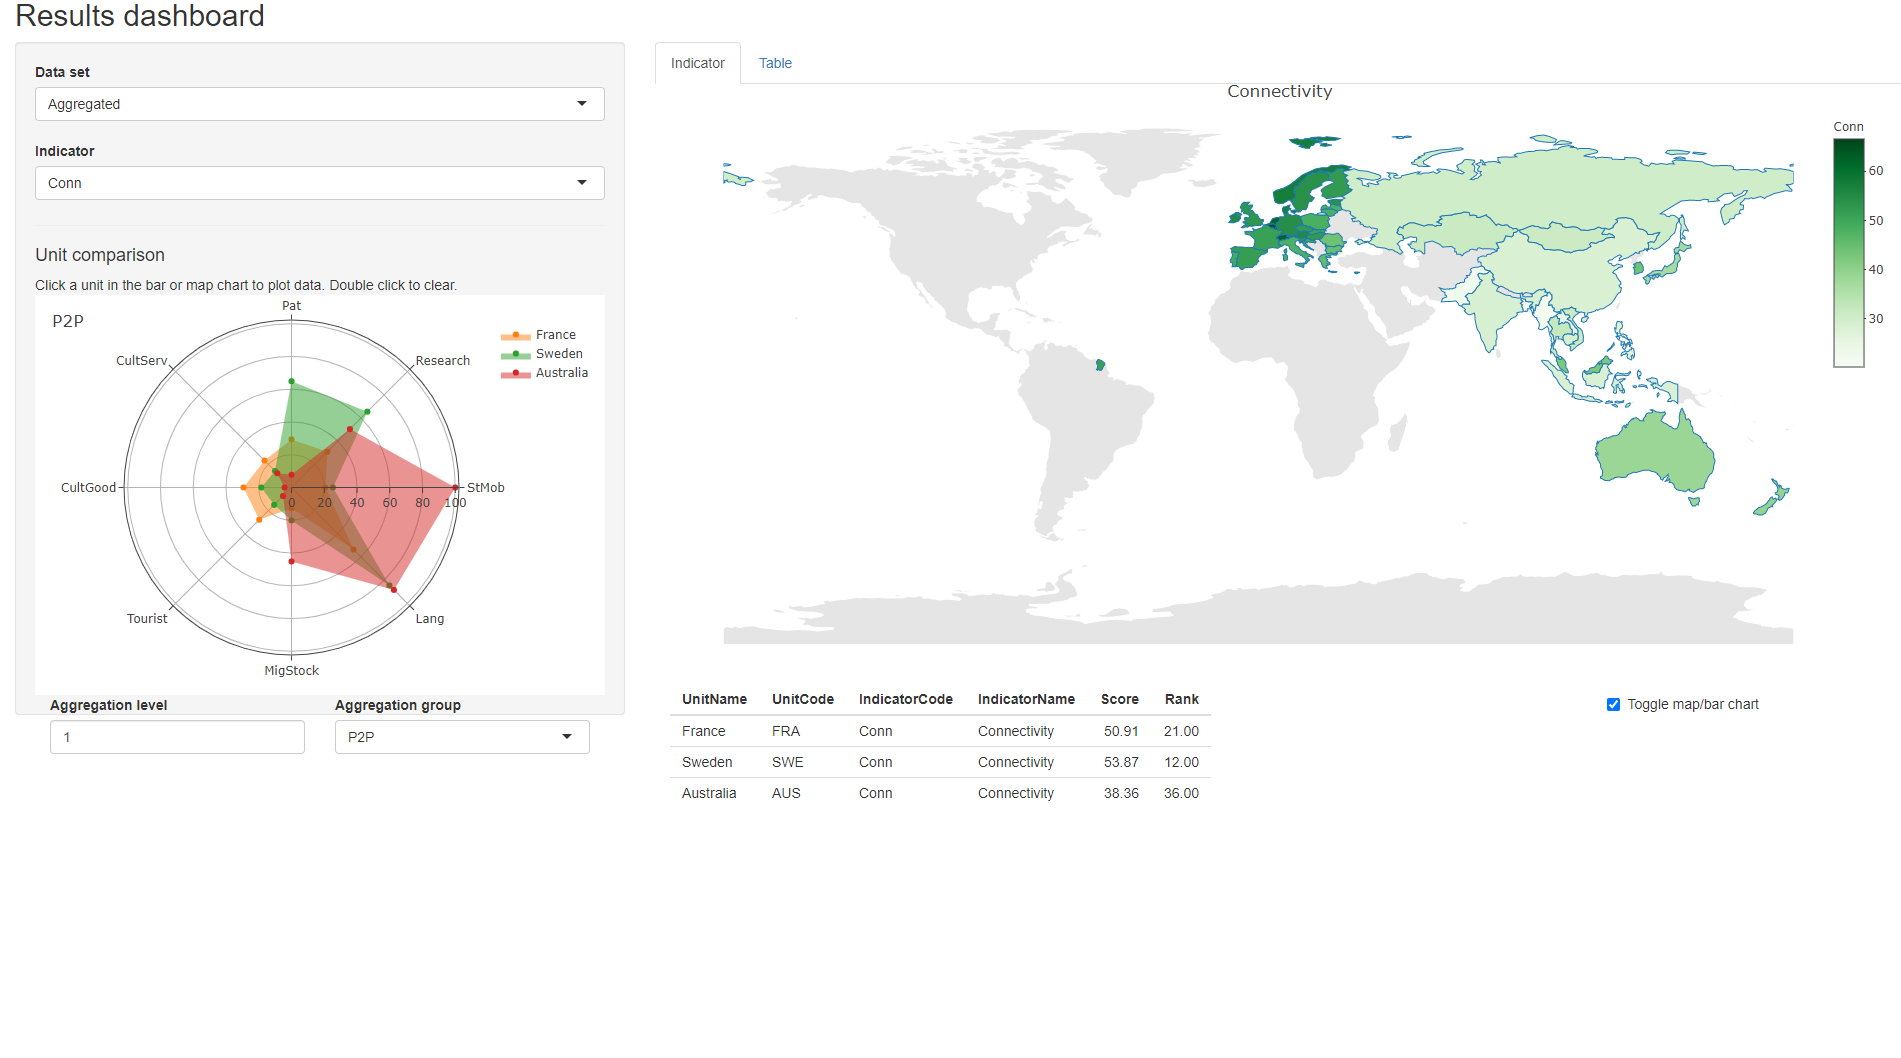 Results dashboard
Data set
Aggregated
Indicator
Conn
Unit comparison
Click a unit in the bar or map chart to plot data. Double click to clear.
P2P
Pat
Research
StMob
Lang
MigStock
Tourist
CultGood
CultServ
0 20 40 60 80 100
France
Sweden
Australia
Aggregation level
1
Aggregation group
P2P
Indicator Table
Connectivity
Conn
60
50
40
30
UnitName UnitCode IndicatorCode IndicatorName Score Rank
France FRA Conn Connectivity 50.91 21.00
Sweden SWE Conn Connectivity 53.87 12.00
Australia AUS Conn Connectivity 38.36 36.00
Toggle map/bar chart